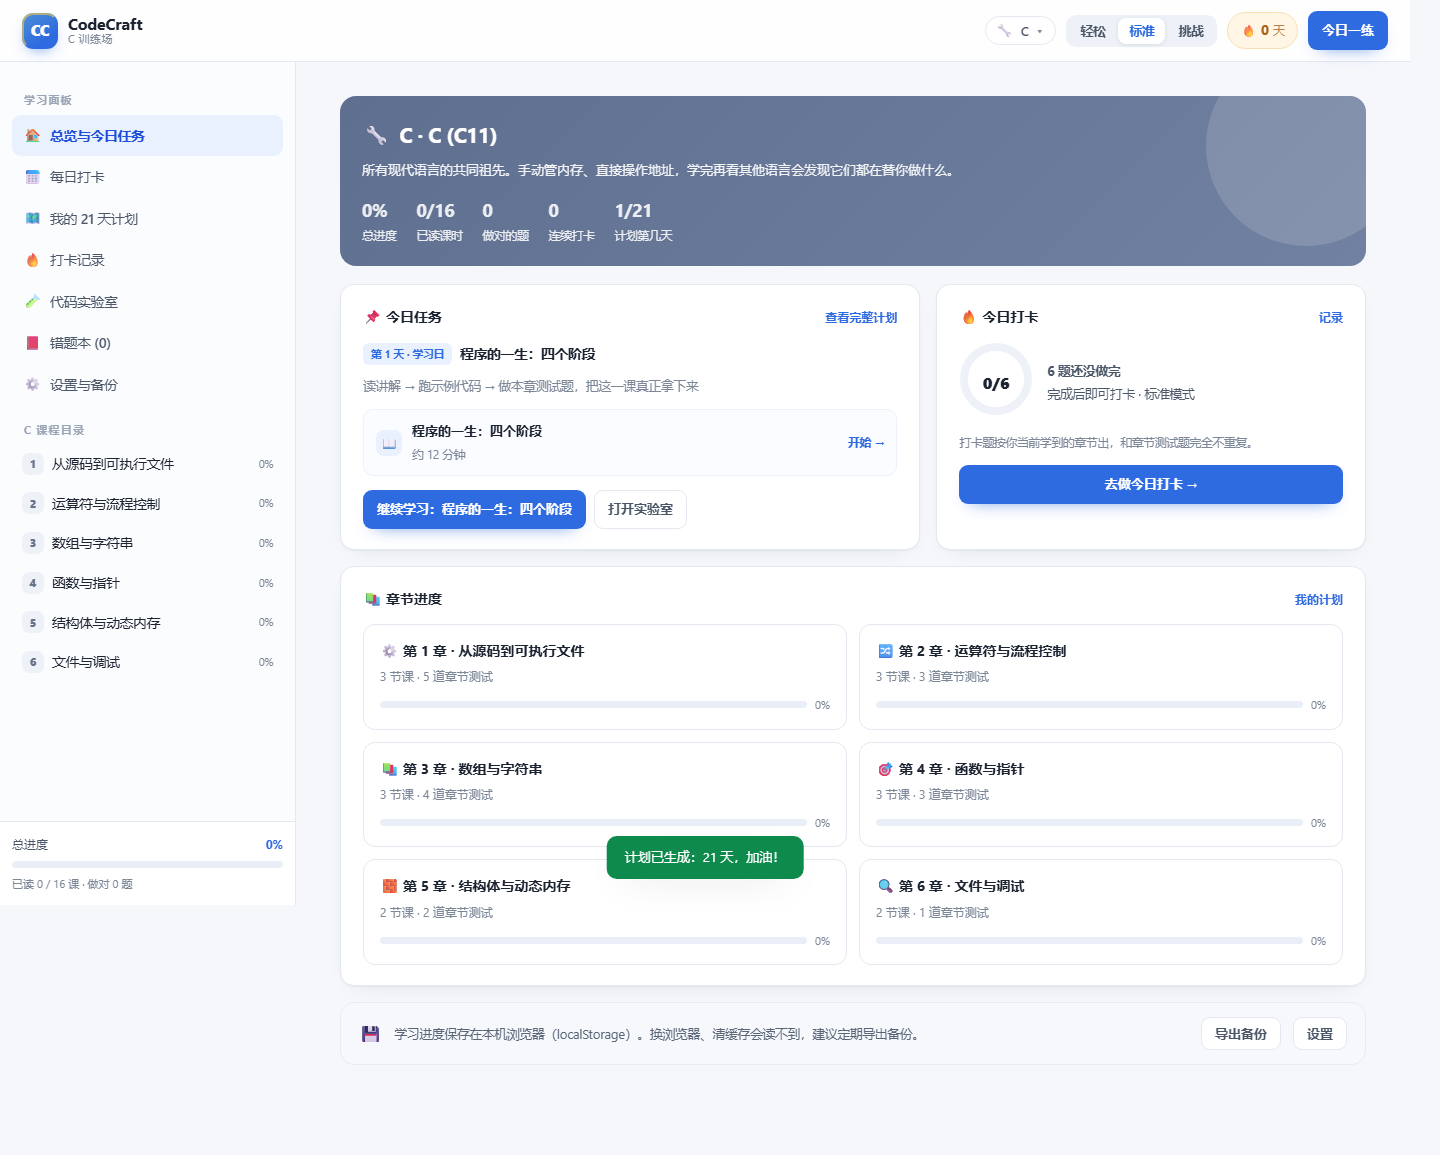 CC
CodeCraft
C 训练场
C
轻松
标准
挑战
0 天
今日一练
学习面板
总览与今日任务
每日打卡
我的 21 天计划
打卡记录
代码实验室
错题本 (0)
设置与备份
C 课程目录
1 从源码到可执行文件 0%
2 运算符与流程控制 0%
3 数组与字符串 0%
4 函数与指针 0%
5 结构体与动态内存 0%
6 文件与调试 0%
总进度 0%
已读 0 / 16 课 · 做对 0 题
C · C (C11)
所有现代语言的共同祖先。手动管内存、直接操作地址，学完再看其他语言会发现它们都在替你做什么。
0% 0/16 0 0 1/21
总进度 已读课时 做对的题 连续打卡 计划第几天
今日任务 查看完整计划
第 1 天 · 学习日 程序的一生：四个阶段
读讲解 → 跑示例代码 → 做本章测试题，把这一课真正拿下来
程序的一生：四个阶段
约 12 分钟
开始 →
继续学习：程序的一生：四个阶段
打开实验室
今日打卡 记录
0/6
6 题还没做完
完成后即可打卡 · 标准模式
打卡题按你当前学到的章节出，和章节测试题完全不重复。
去做今日打卡 →
章节进度 我的计划
第 1 章 · 从源码到可执行文件
3 节课 · 5 道章节测试
0%
第 2 章 · 运算符与流程控制
3 节课 · 3 道章节测试
0%
第 3 章 · 数组与字符串
3 节课 · 4 道章节测试
0%
第 4 章 · 函数与指针
3 节课 · 3 道章节测试
0%
计划已生成：21 天，加油！
第 5 章 · 结构体与动态内存
2 节课 · 2 道章节测试
0%
第 6 章 · 文件与调试
2 节课 · 1 道章节测试
0%
学习进度保存在本机浏览器（localStorage）。换浏览器、清缓存会读不到，建议定期导出备份。
导出备份
设置